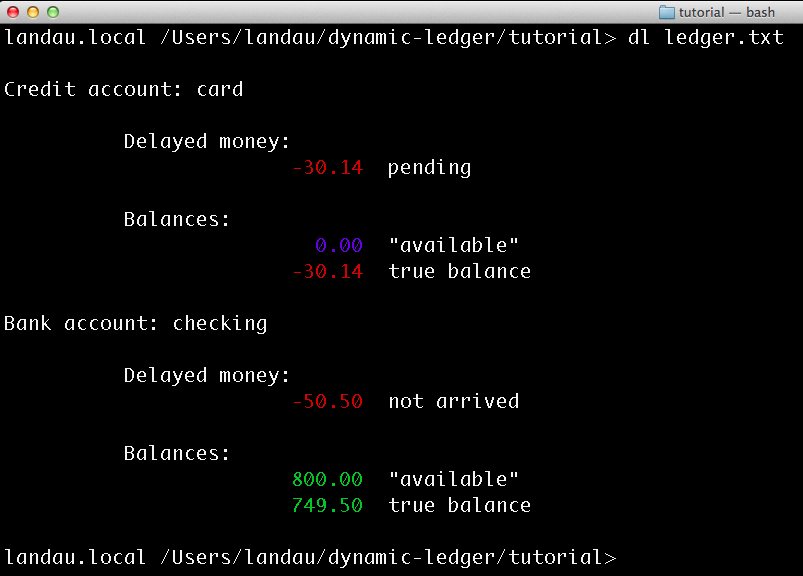 tutorial — bash
landau.local /Users/landau/dynamic-ledger/tutorial> dl ledger.txt
Credit account: card
Delayed money:
-30.14 pending
Balances:
0.00 "available"
-30.14 true balance
Bank account: checking
Delayed money:
-50.50 not arrived
Balances:
800.00 "available"
749.50 true balance
landau.local /Users/landau/dynamic-ledger/tutorial>